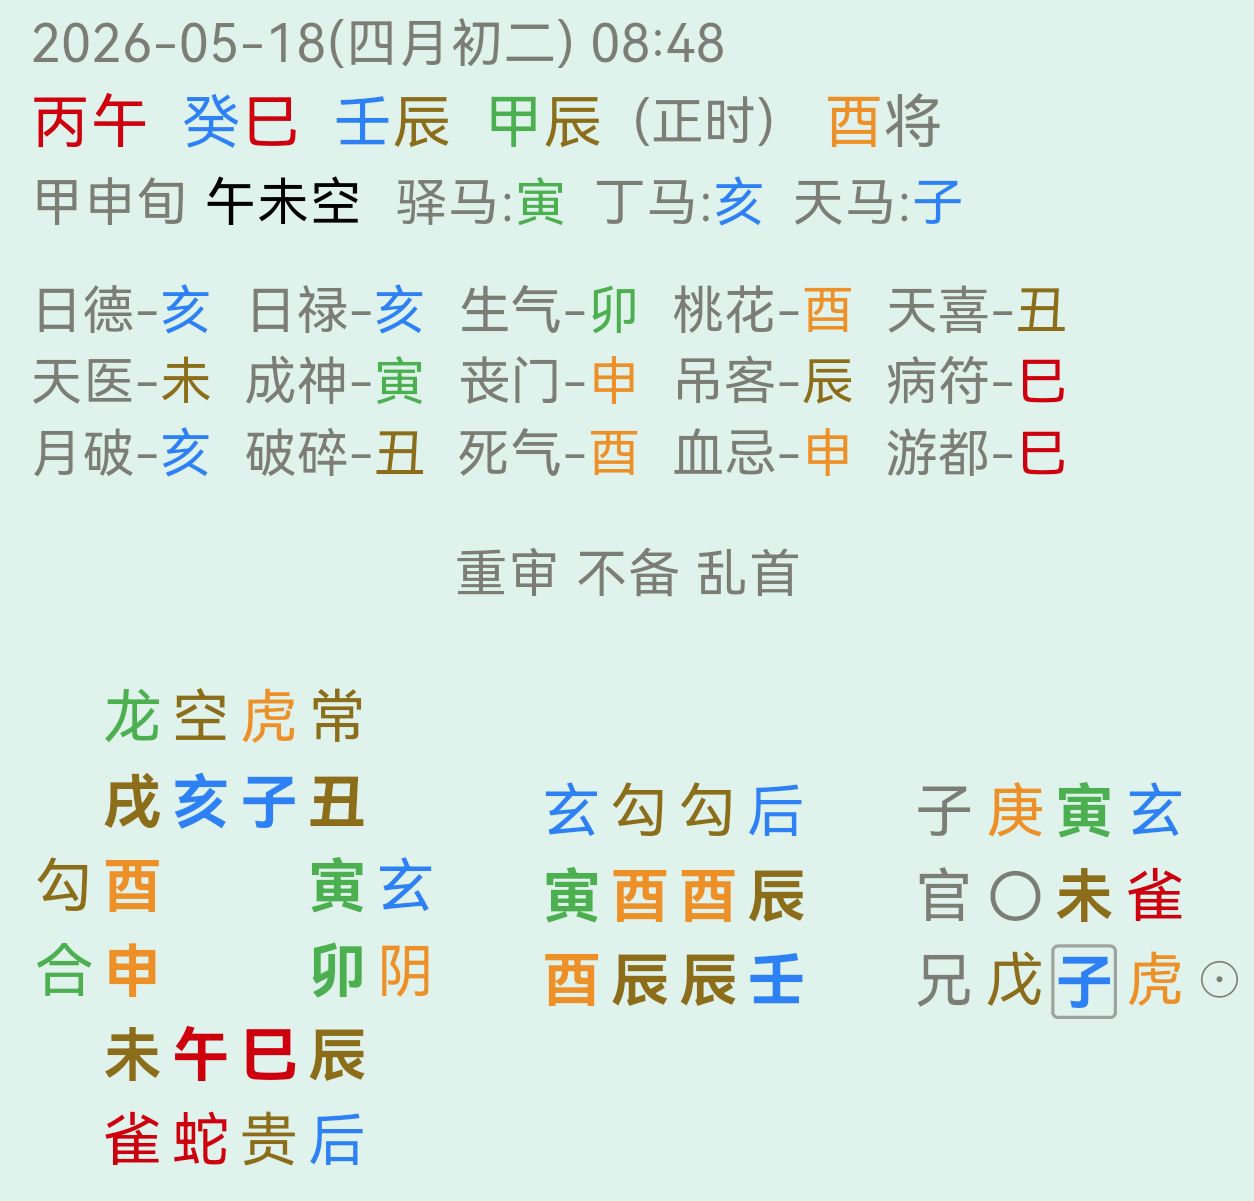 2026-05-18(四月初二) 08:48
丙午 癸巳 壬辰 甲辰 (正时) 酉将
甲申旬 午未空 驿马:寅 丁马:亥 天马:子
日德-亥 日禄-亥 生气-卯 桃花-酉 天喜-丑
天医-未 成神-寅 丧门-申 吊客-辰 病符-巳
月破-亥 破碎-丑 死气-酉 血忌-申 游都-巳
重审 不备 乱首
龙空虎常
戌亥子丑
勾酉 寅玄
合申 卯阴
未午巳辰
雀蛇贵后
玄勾勾后
寅酉酉辰
酉辰辰壬
子庚寅玄
官〇未雀
兄戊子虎⊙